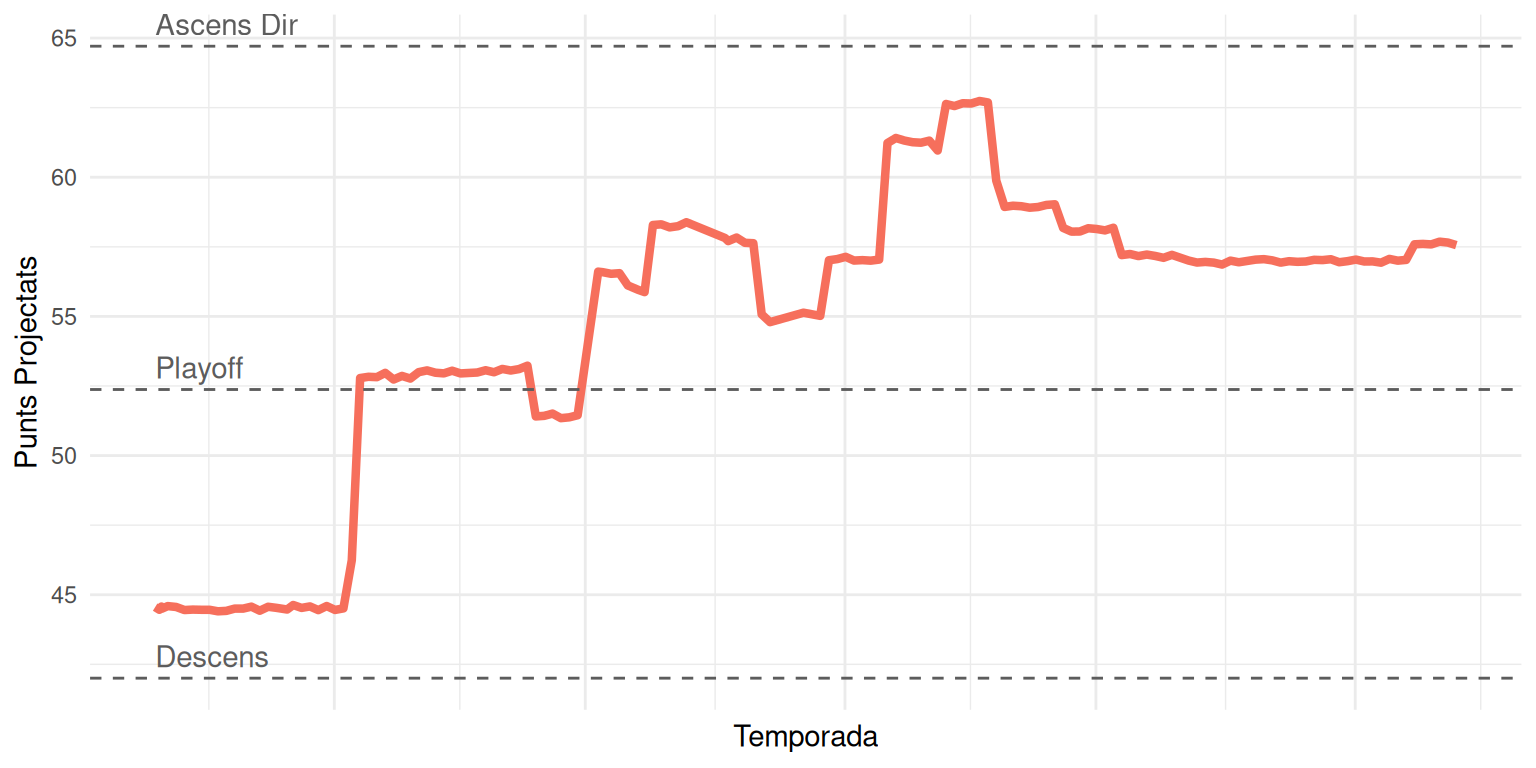 Ascens Dir
65
60
55
Playoff
50
45
Descens
Punts Projectats
Temporada